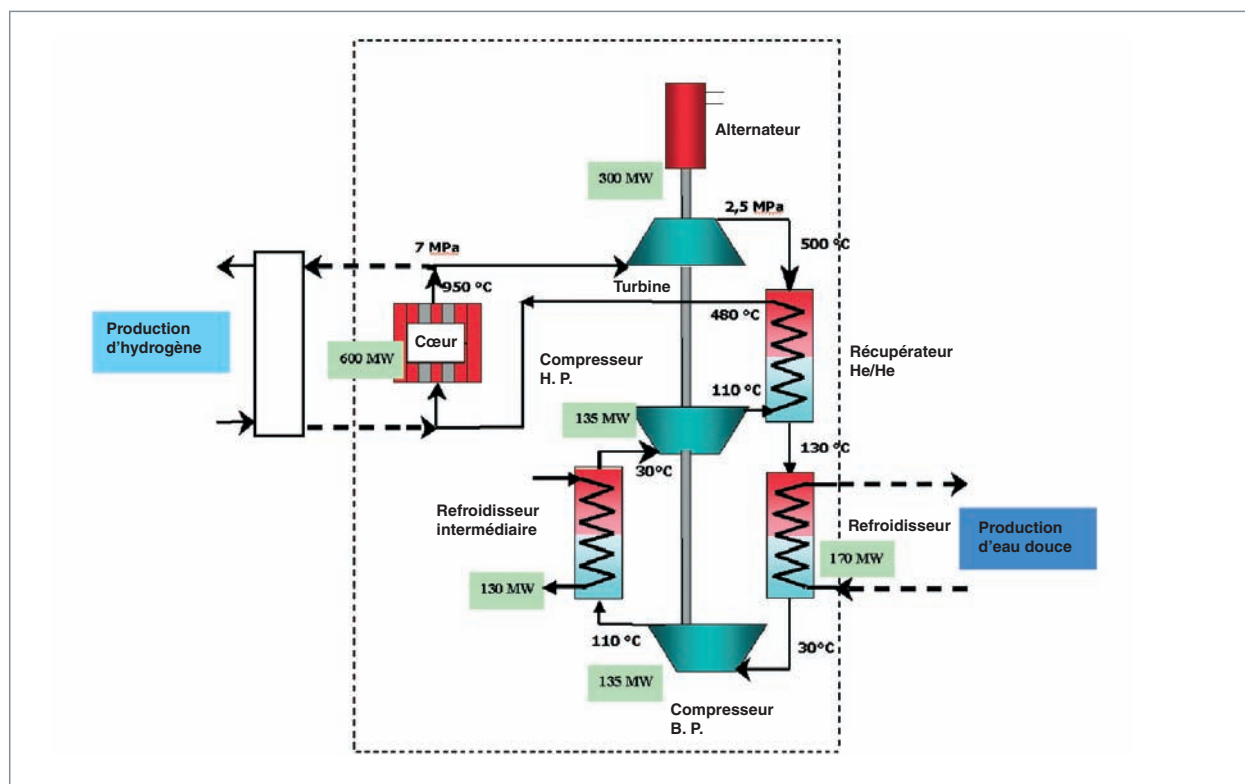 Alternateur
300 MW
2,5 MPa
500 °C
7 MPa
950 °C
Turbine
480 °C
Production
d'hydrogène
Cœur
600 MW
Compresseur
H. P.
Récupérateur
He/He
110 °C
135 MW
130 °C
30°C
Refroidisseur
intermédiaire
Refroidisseur
Production
d'eau douce
170 MW
130 MW
110 °C
30°C
135 MW
Compresseur
B. P.